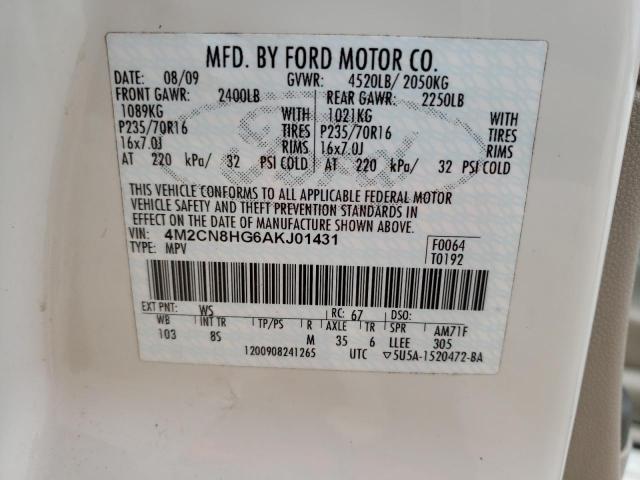 MFD. BY FORD MOTOR CO.
DATE: 08/09 GVWR: 4520LB/ 2050KG
FRONT GAWR: 2400LB REAR GAWR: 2250LB
1089KG WITH 1021KG WITH
P235/70R16 TIRES P235/70R16 TIRES
16x7.0J RIMS 16x7.0J RIMS
AT 220 kPa/ 32 PSI COLD AT 220 kPa/ 32 PSI COLD
THIS VEHICLE CONFORMS TO ALL APPLICABLE FEDERAL MOTOR
VEHICLE SAFETY AND THEFT PREVENTION STANDARDS IN
EFFECT ON THE DATE OF MANUFACTURE SHOWN ABOVE.
VIN: 4M2CN8HG6AKJ01431 F0064
TYPE: MPV T0192
EXT PNT: WS RC: 67 DSO:
WB INT TR TP/PS R AXLE TR SPR AM71F
103 8S M 35 6 LLEE 305
1200908241265 UTC ▽5U5A-1520472-BA